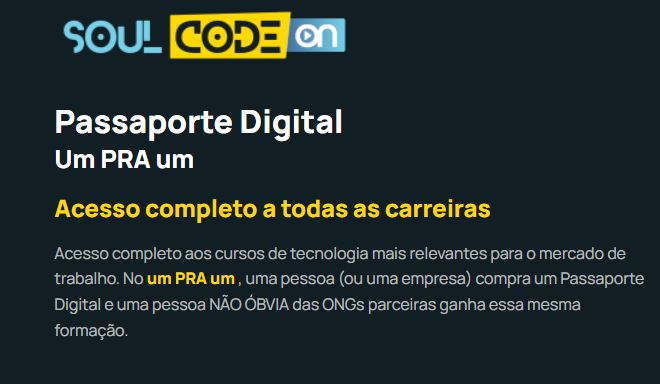 SOUL CODE on
Passaporte Digital
Um PRA um
Acesso completo a todas as carreiras
Acesso completo aos cursos de tecnologia mais relevantes para o mercado de
trabalho. No um PRA um , uma pessoa (ou uma empresa) compra um Passaporte
Digital e uma pessoa NÃO ÓBVIA das ONGs parceiras ganha essa mesma
formação.